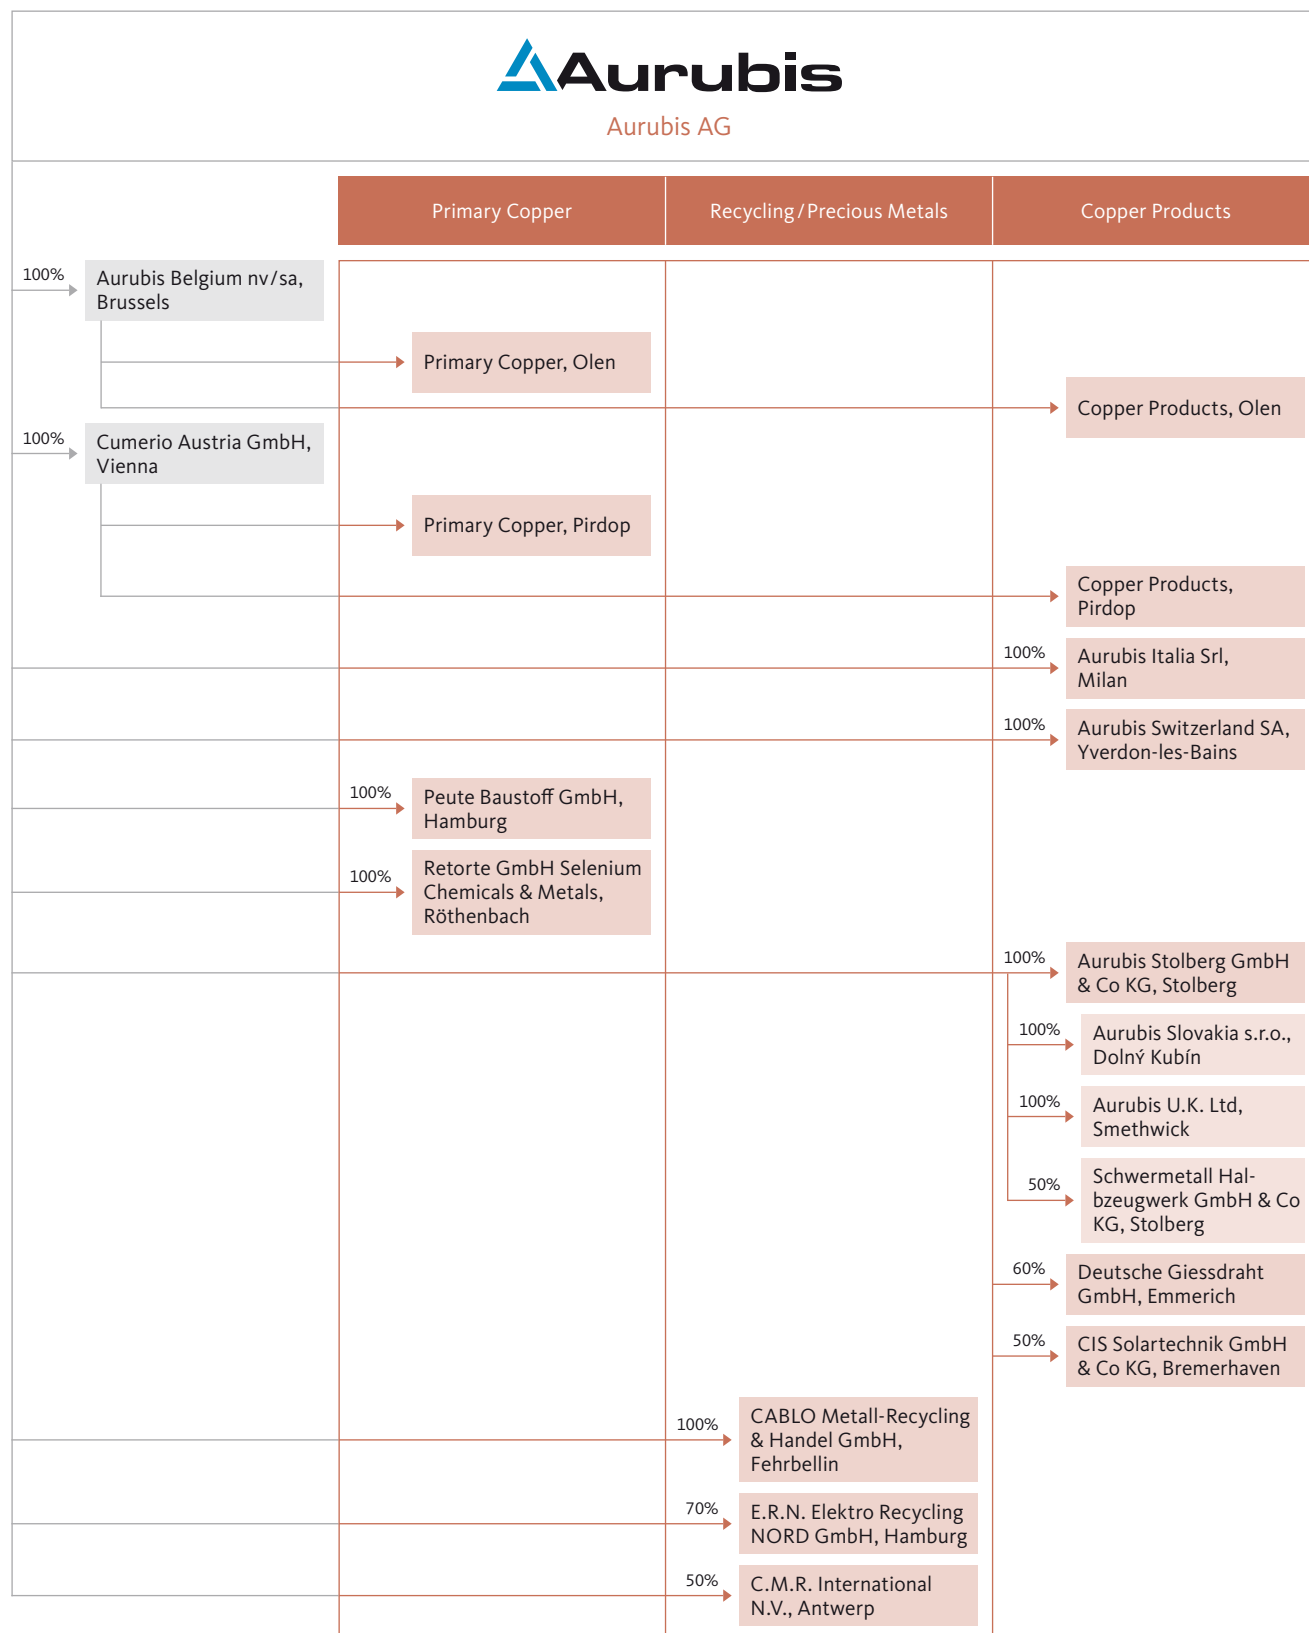 Aurubis
Aurubis AG
Primary Copper
Recycling / Precious Metals
Copper Products
100%
Aurubis Belgium nv/sa,
Brussels
Primary Copper, Olen
Copper Products, Olen
100%
Cumerio Austria GmbH,
Vienna
Primary Copper, Pirdop
Copper Products,
Pirdop
100%
Aurubis Italia Srl,
Milan
100%
Aurubis Switzerland SA,
Yverdon-les-Bains
100%
Peute Baustoff GmbH,
Hamburg
100%
Retorte GmbH Selenium
Chemicals & Metals,
Röthenbach
100%
Aurubis Stolberg GmbH
& Co KG, Stolberg
100%
Aurubis Slovakia s.r.o.,
Dolný Kubín
100%
Aurubis U.K. Ltd,
Smethwick
50%
Schwermetall Hal-
bzeugwerk GmbH & Co
KG, Stolberg
60%
Deutsche Giessdraht
GmbH, Emmerich
50%
CIS Solartechnik GmbH
& Co KG, Bremerhaven
100%
CABLO Metall-Recycling
& Handel GmbH,
Fehrbellin
70%
E.R.N. Elektro Recycling
NORD GmbH, Hamburg
50%
C.M.R. International
N.V., Antwerp